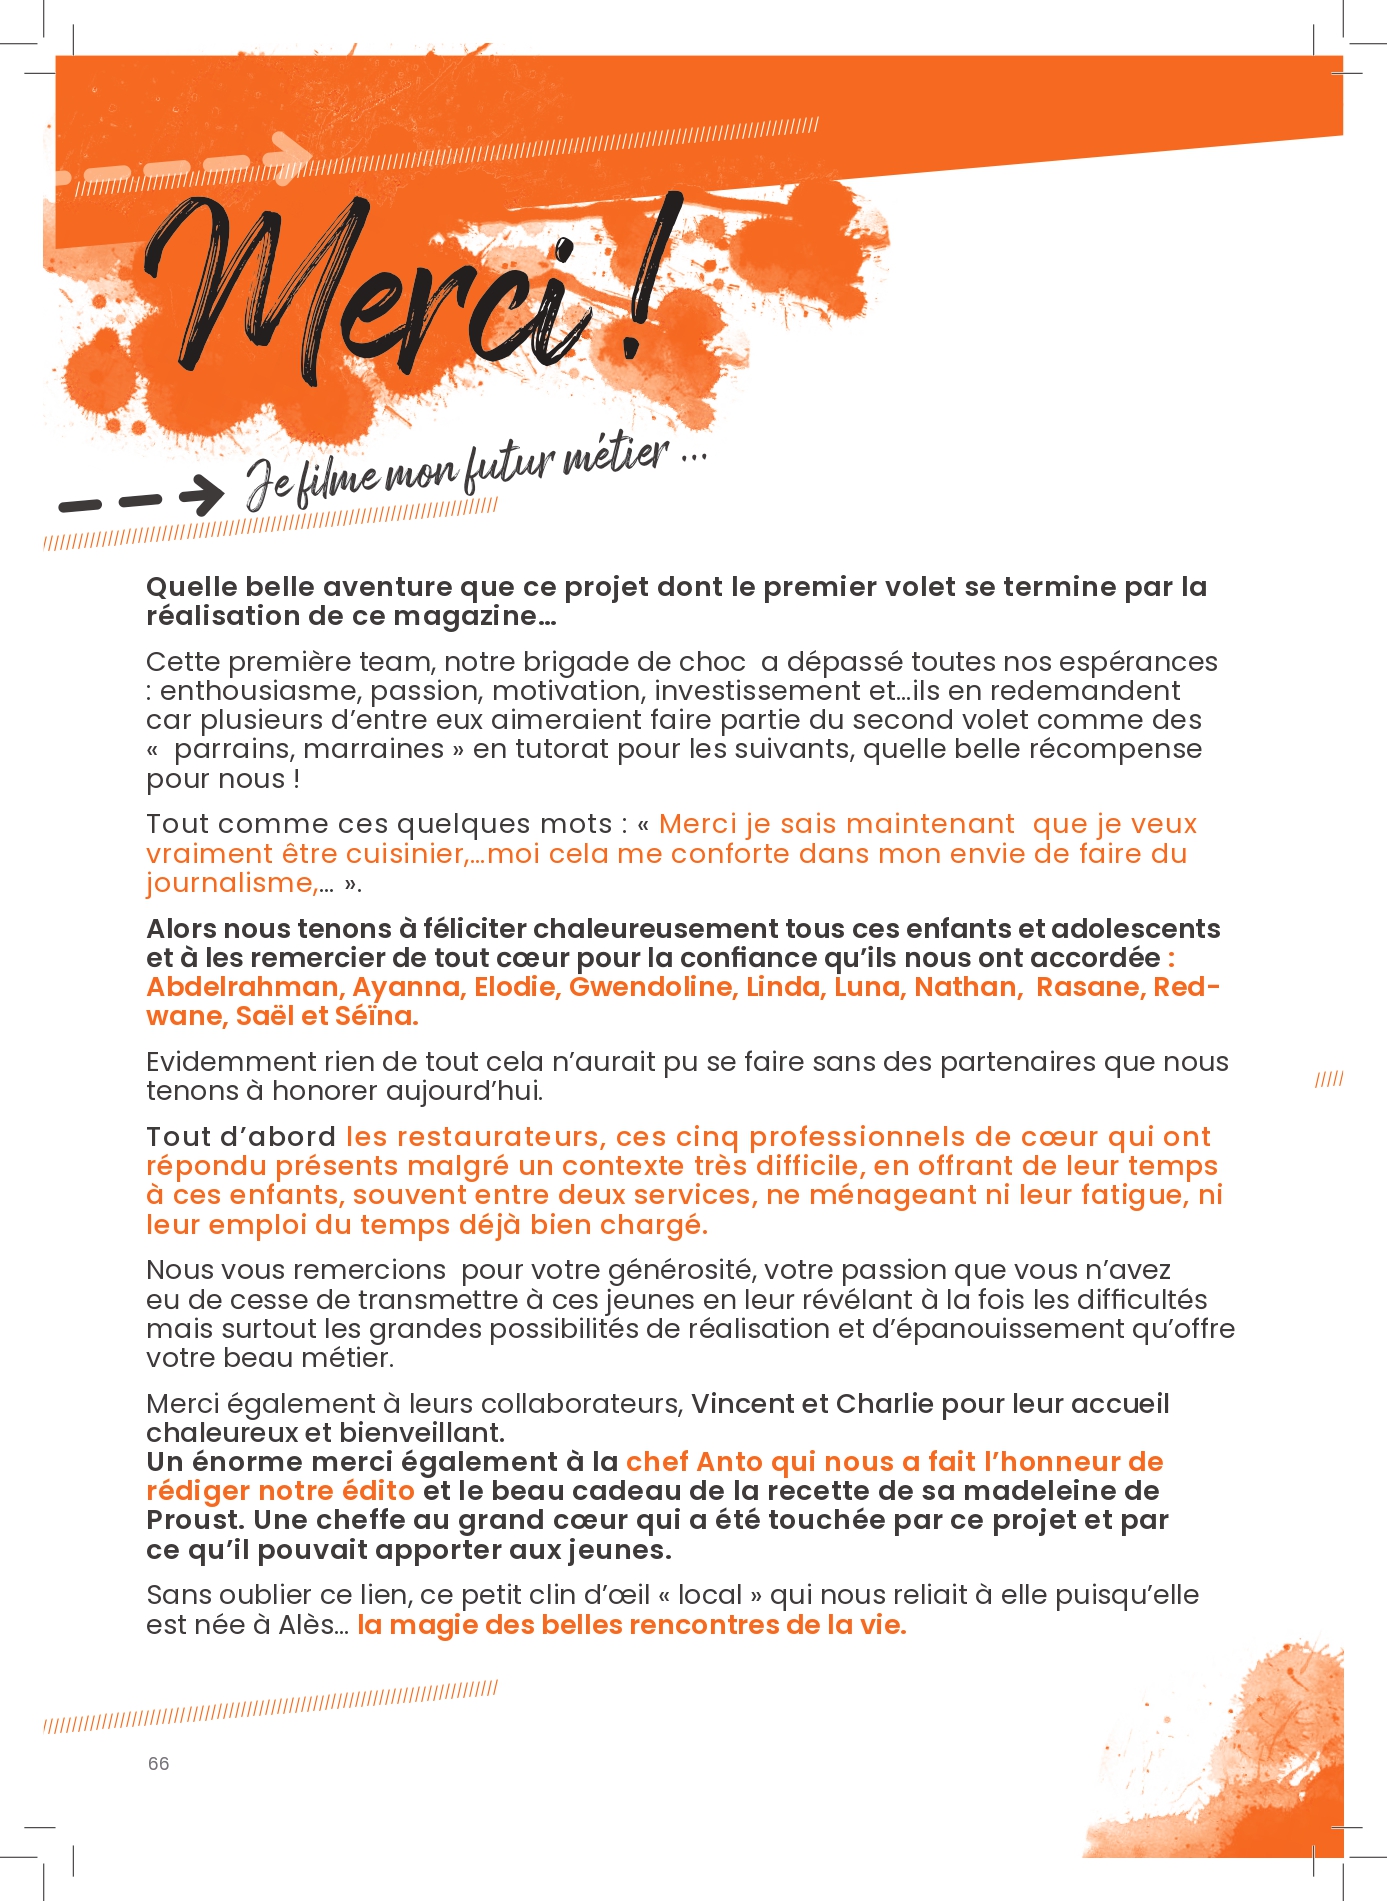 Merci !
Je filme mon futur métier ...
Quelle belle aventure que ce projet dont le premier volet se termine par la
réalisation de ce magazine…
Cette première team, notre brigade de choc  a dépassé toutes nos espérances
: enthousiasme, passion, motivation, investissement et…ils en redemandent
car plusieurs d’entre eux aimeraient faire partie du second volet comme des
«  parrains, marraines » en tutorat pour les suivants, quelle belle récompense
pour nous !
Tout comme ces quelques mots : « Merci je sais maintenant  que je veux
vraiment être cuisinier,…moi cela me conforte dans mon envie de faire du
journalisme,… ».
Alors nous tenons à féliciter chaleureusement tous ces enfants et adolescents
et à les remercier de tout cœur pour la confiance qu’ils nous ont accordée :
Abdelrahman, Ayanna, Elodie, Gwendoline, Linda, Luna, Nathan,  Rasane, Red-
wane, Saël et Séïna.
Evidemment rien de tout cela n’aurait pu se faire sans des partenaires que nous
tenons à honorer aujourd’hui.
Tout d’abord les restaurateurs, ces cinq professionnels de cœur qui ont
répondu présents malgré un contexte très difficile, en offrant de leur temps
à ces enfants, souvent entre deux services, ne ménageant ni leur fatigue, ni
leur emploi du temps déjà bien chargé.
Nous vous remercions  pour votre générosité, votre passion que vous n’avez
eu de cesse de transmettre à ces jeunes en leur révélant à la fois les difficultés
mais surtout les grandes possibilités de réalisation et d’épanouissement qu’offre
votre beau métier.
Merci également à leurs collaborateurs, Vincent et Charlie pour leur accueil
chaleureux et bienveillant.
Un énorme merci également à la chef Anto qui nous a fait l’honneur de
rédiger notre édito et le beau cadeau de la recette de sa madeleine de
Proust. Une cheffe au grand cœur qui a été touchée par ce projet et par
ce qu’il pouvait apporter aux jeunes.
Sans oublier ce lien, ce petit clin d’œil « local » qui nous reliait à elle puisqu’elle
est née à Alès… la magie des belles rencontres de la vie.
66